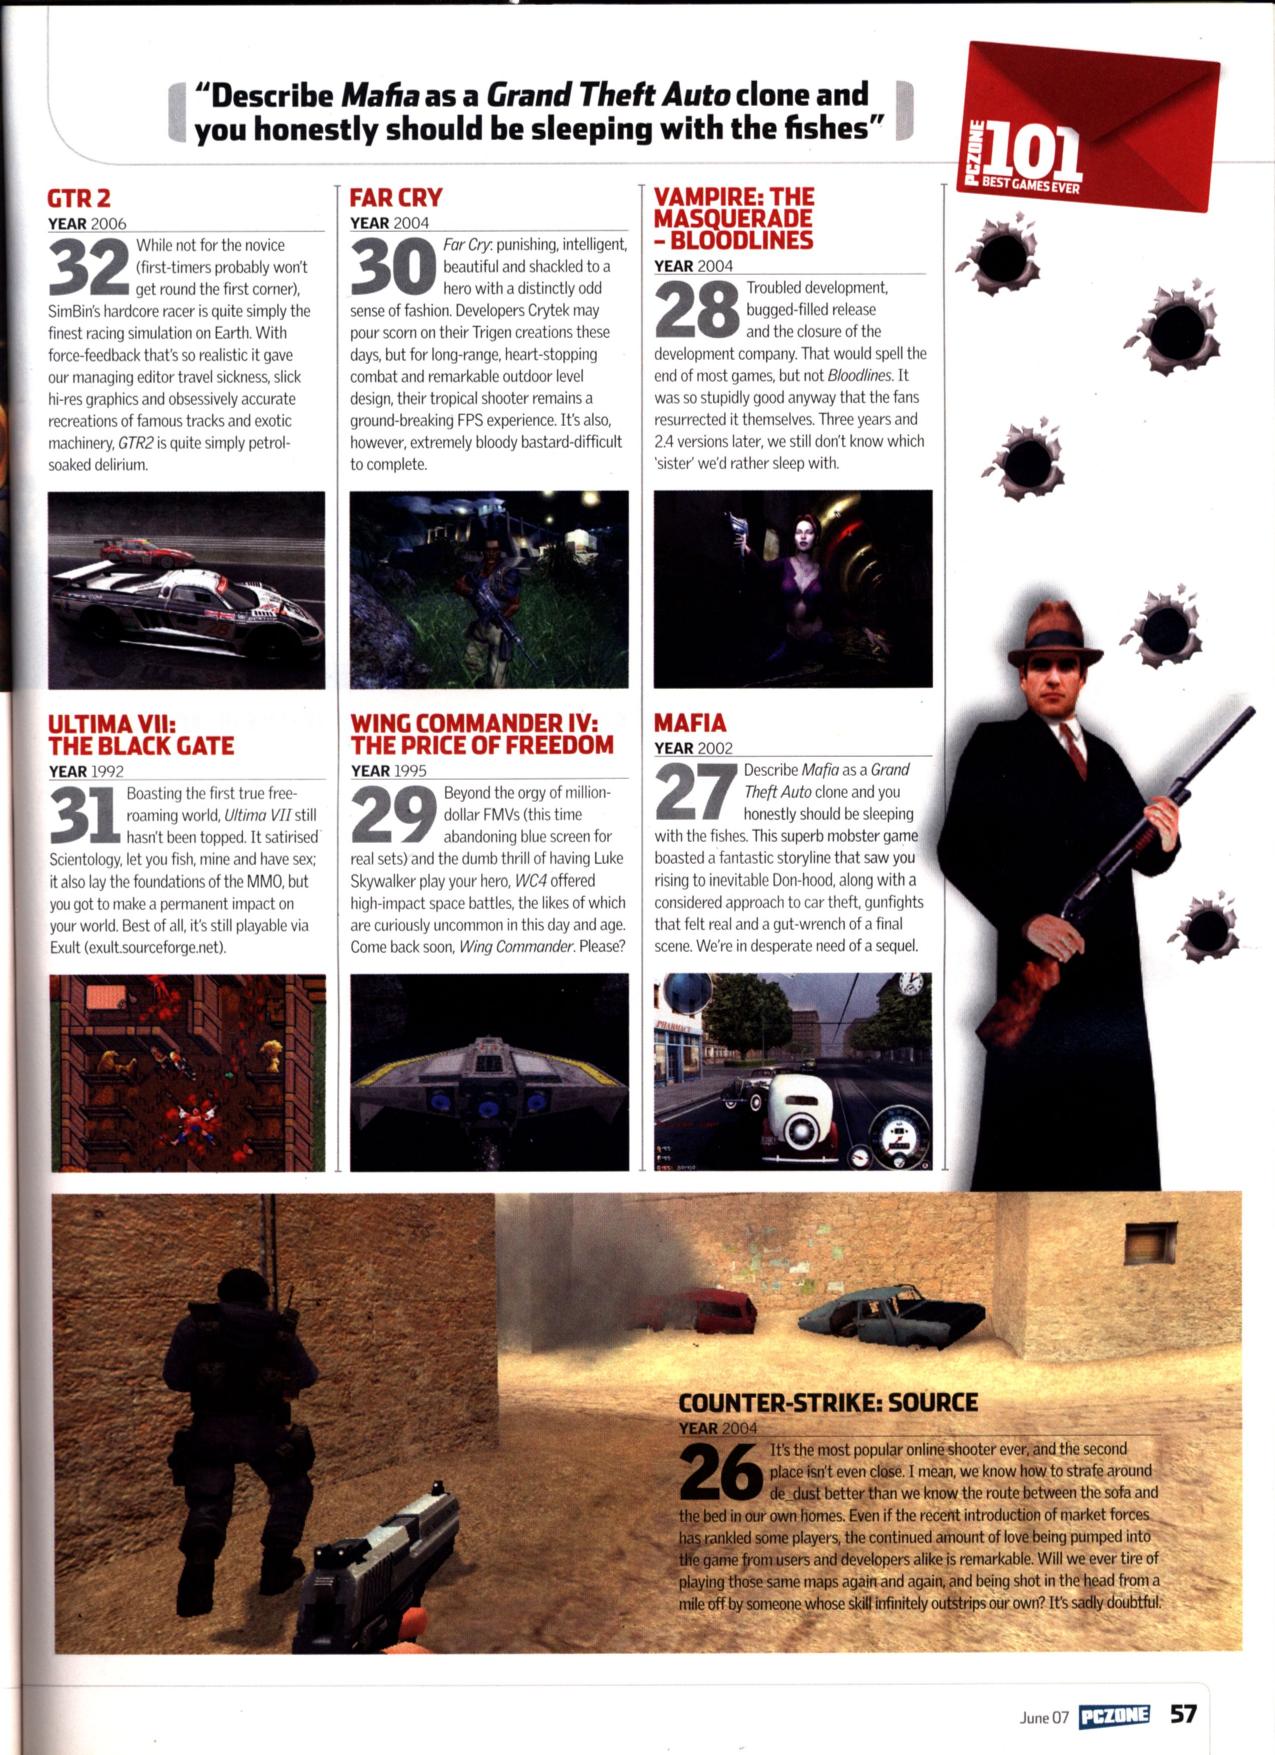 “Describe Mafia as a Grand Theft Auto clone and
you honestly should be sleeping with the fishes”
PCZONE
101
BEST GAMES EVER
GTR 2
YEAR 2006
32
While not for the novice
(first-timers probably won’t
get round the first corner),
SimBin’s hardcore racer is quite simply the
finest racing simulation on Earth. With
force-feedback that’s so realistic it gave
our managing editor travel sickness, slick
hi-res graphics and obsessively accurate
recreations of famous tracks and exotic
machinery, GTR2 is quite simply petrol-
soaked delirium.
ULTIMA VII:
THE BLACK GATE
YEAR 1992
31
Boasting the first true free-
roaming world, Ultima VII still
hasn’t been topped. It satirised
Scientology, let you fish, mine and have sex;
it also lay the foundations of the MMO, but
you got to make a permanent impact on
your world. Best of all, it’s still playable via
Exult (exult.sourceforge.net).
FAR CRY
YEAR 2004
30
Far Cry: punishing, intelligent,
beautiful and shackled to a
hero with a distinctly odd
sense of fashion. Developers Crytek may
pour scorn on their Trigen creations these
days, but for long-range, heart-stopping
combat and remarkable outdoor level
design, their tropical shooter remains a
ground-breaking FPS experience. It’s also,
however, extremely bloody bastard-difficult
to complete.
WING COMMANDER IV:
THE PRICE OF FREEDOM
YEAR 1995
29
Beyond the orgy of million-
dollar FMVs (this time
abandoning blue screen for
real sets) and the dumb thrill of having Luke
Skywalker play your hero, WC4 offered
high-impact space battles, the likes of which
are curiously uncommon in this day and age.
Come back soon, Wing Commander. Please?
VAMPIRE: THE
MASQUERADE
– BLOODLINES
YEAR 2004
28
Troubled development,
bugged-filled release
and the closure of the
development company. That would spell the
end of most games, but not Bloodlines. It
was so stupidly good anyway that the fans
resurrected it themselves. Three years and
2.4 versions later, we still don’t know which
‘sister’ we’d rather sleep with.
MAFIA
YEAR 2002
27
Describe Mafia as a Grand
Theft Auto clone and you
honestly should be sleeping
with the fishes. This superb mobster game
boasted a fantastic storyline that saw you
rising to inevitable Don-hood, along with a
considered approach to car theft, gunfights
that felt real and a gut-wrench of a final
scene. We’re in desperate need of a sequel.
PHARMACY
COUNTER-STRIKE: SOURCE
YEAR 2004
26
It’s the most popular online shooter ever, and the second
place isn’t even close. I mean, we know how to strafe around
de_dust better than we know the route between the sofa and
the bed in our own homes. Even if the recent introduction of market forces
has rankled some players, the continued amount of love being pumped into
the game from users and developers alike is remarkable. Will we ever tire of
playing those same maps again and again, and being shot in the head from a
mile off by someone whose skill infinitely outstrips our own? It’s sadly doubtful.
June 07 PCZONE 57